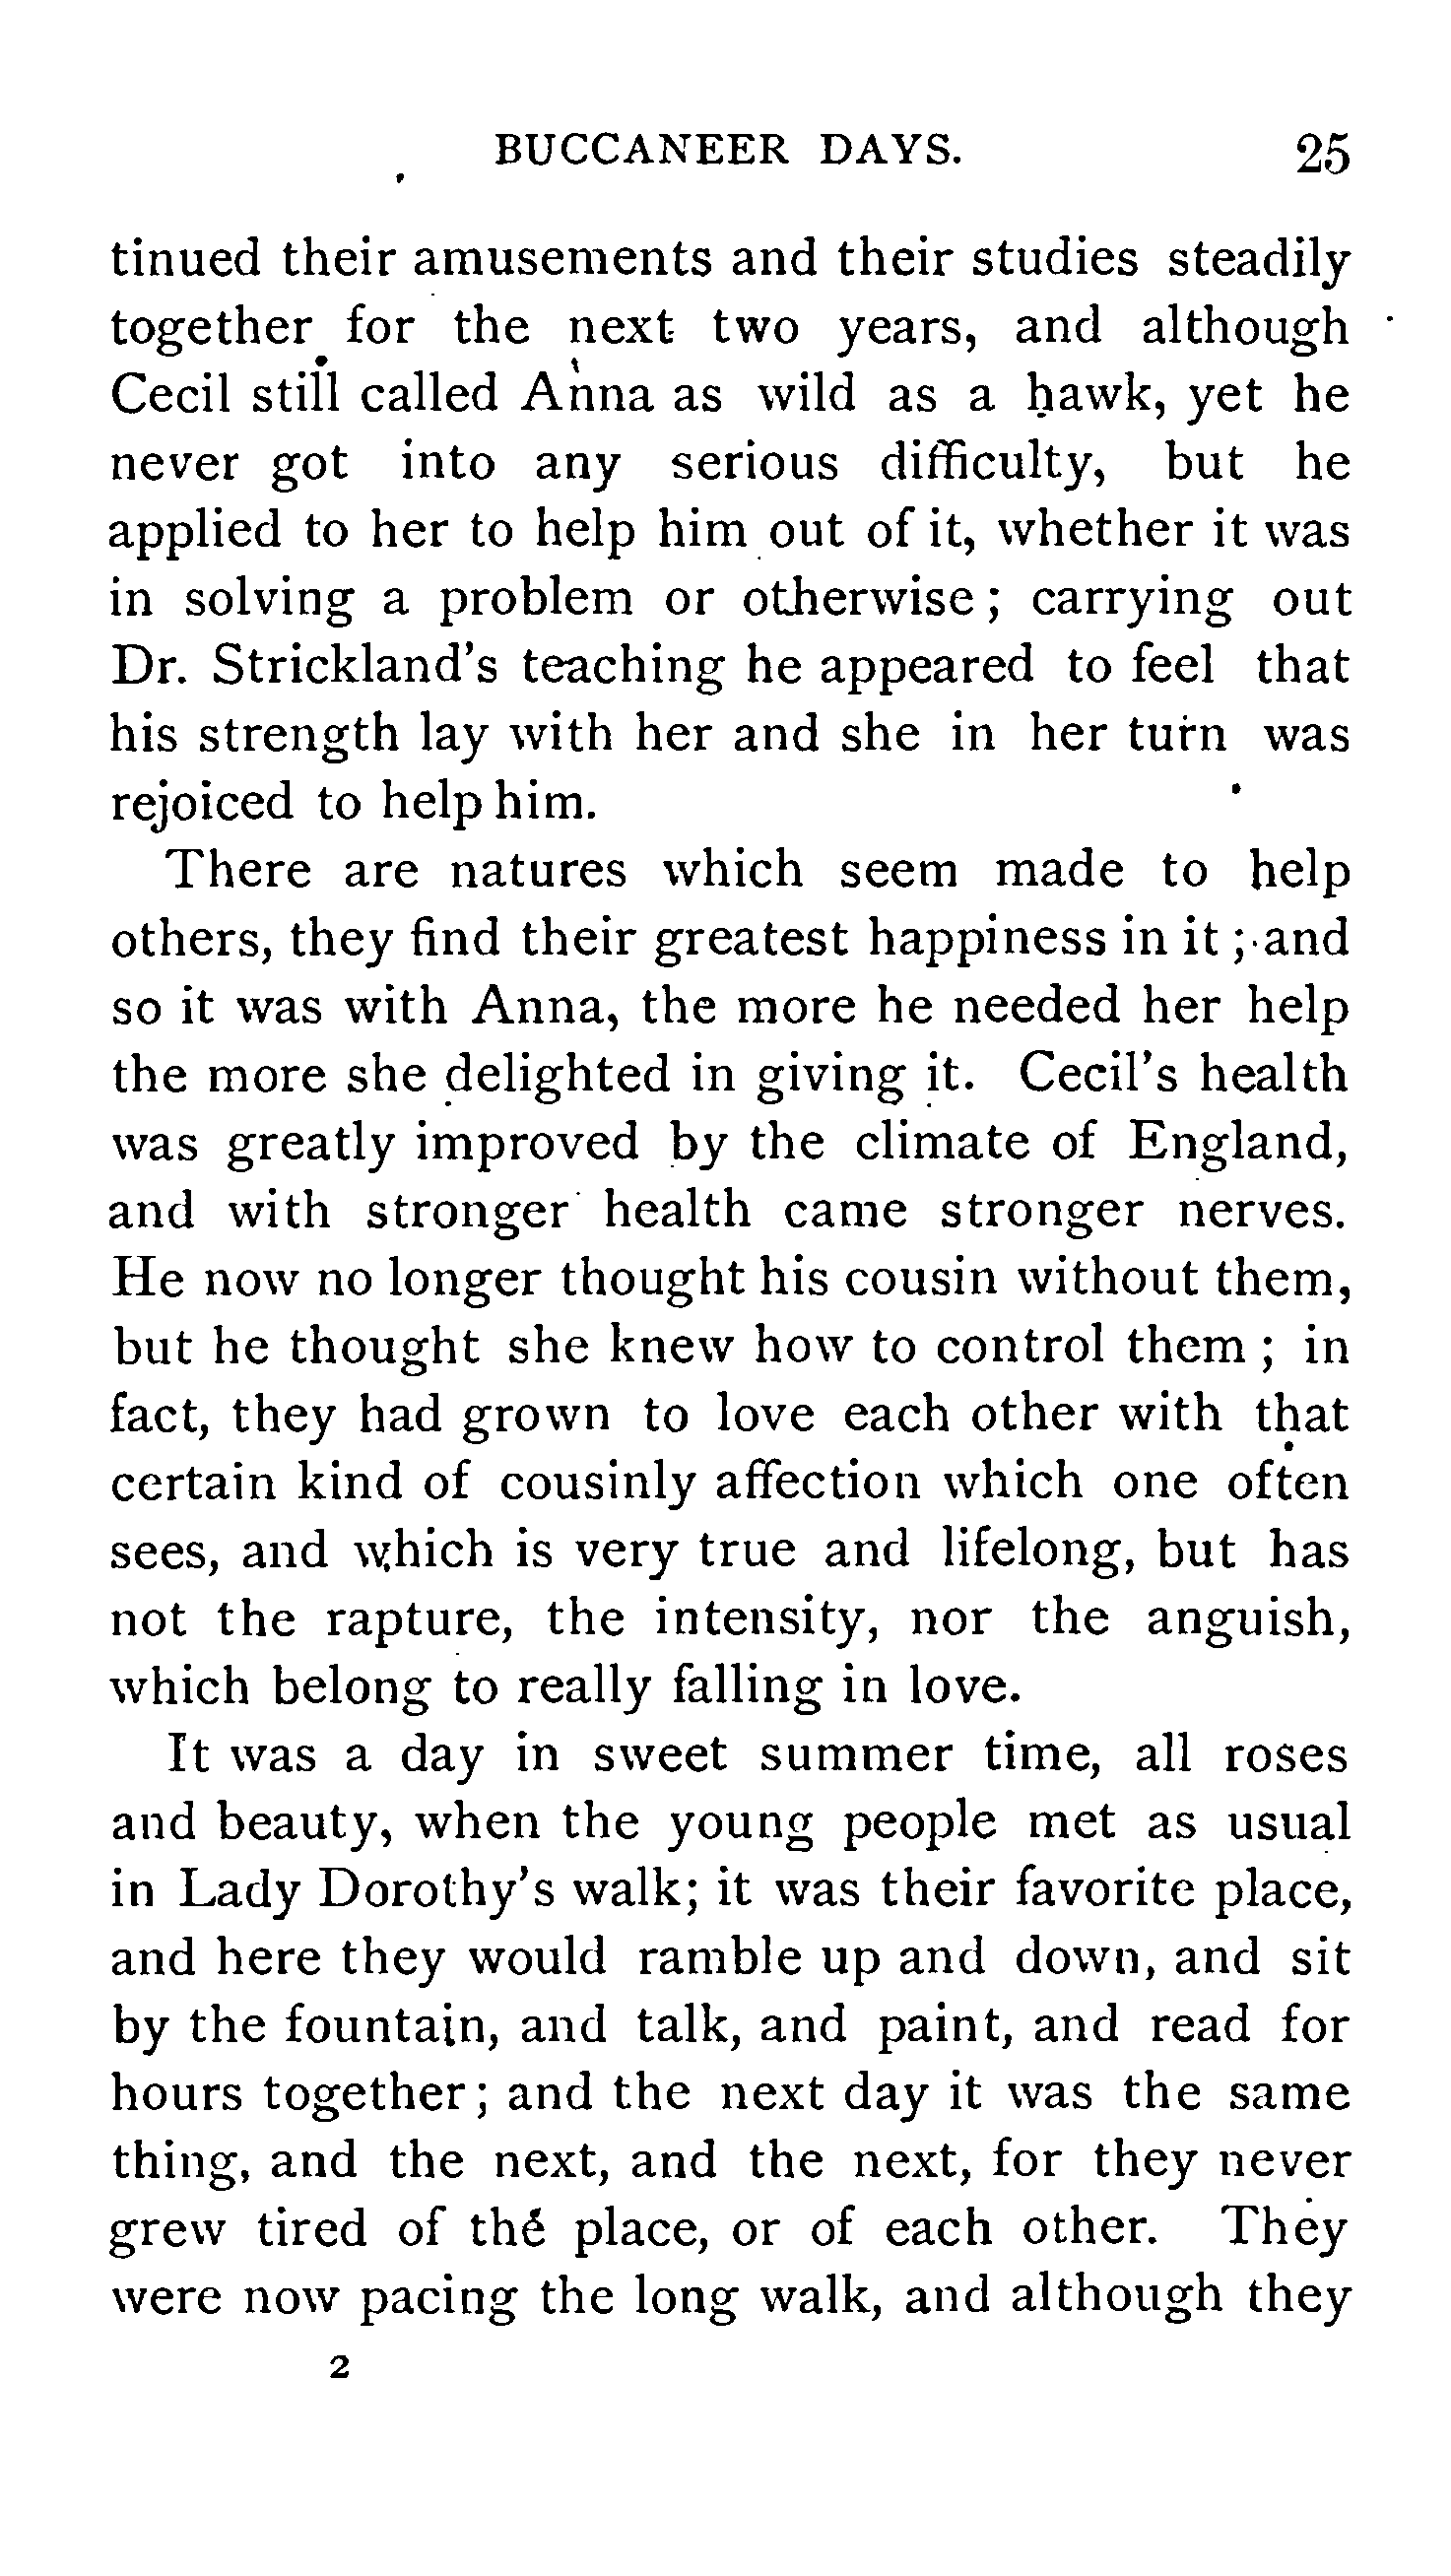 BUCCANEER DAYS. 25
tinued their amusements and their studies steadily
together for the next two years, and although
Cecil still called Anna as wild as a hawk, yet he
never got into any serious difficulty, but he
applied to her to help him out of it, whether it was
in solving a problem or otherwise; carrying out
Dr. Strickland's teaching he appeared to feel that
his strength lay with her and she in her turn was
rejoiced to help him.
There are natures which seem made to help
others, they find their greatest happiness in it; and
so it was with Anna, the more he needed her help
the more she delighted in giving it. Cecil's health
was greatly improved by the climate of England,
and with stronger health came stronger nerves.
He now no longer thought his cousin without them,
but he thought she knew how to control them; in
fact, they had grown to love each other with that
certain kind of cousinly affection which one often
sees, and which is very true and lifelong, but has
not the rapture, the intensity, nor the anguish,
which belong to really falling in love.
It was a day in sweet summer time, all roses
and beauty, when the young people met as usual
in Lady Dorothy's walk; it was their favorite place,
and here they would ramble up and down, and sit
by the fountain, and talk, and paint, and read for
hours together; and the next day it was the same
thing, and the next, and the next, for they never
grew tired of the place, or of each other. They
were now pacing the long walk, and although they
2